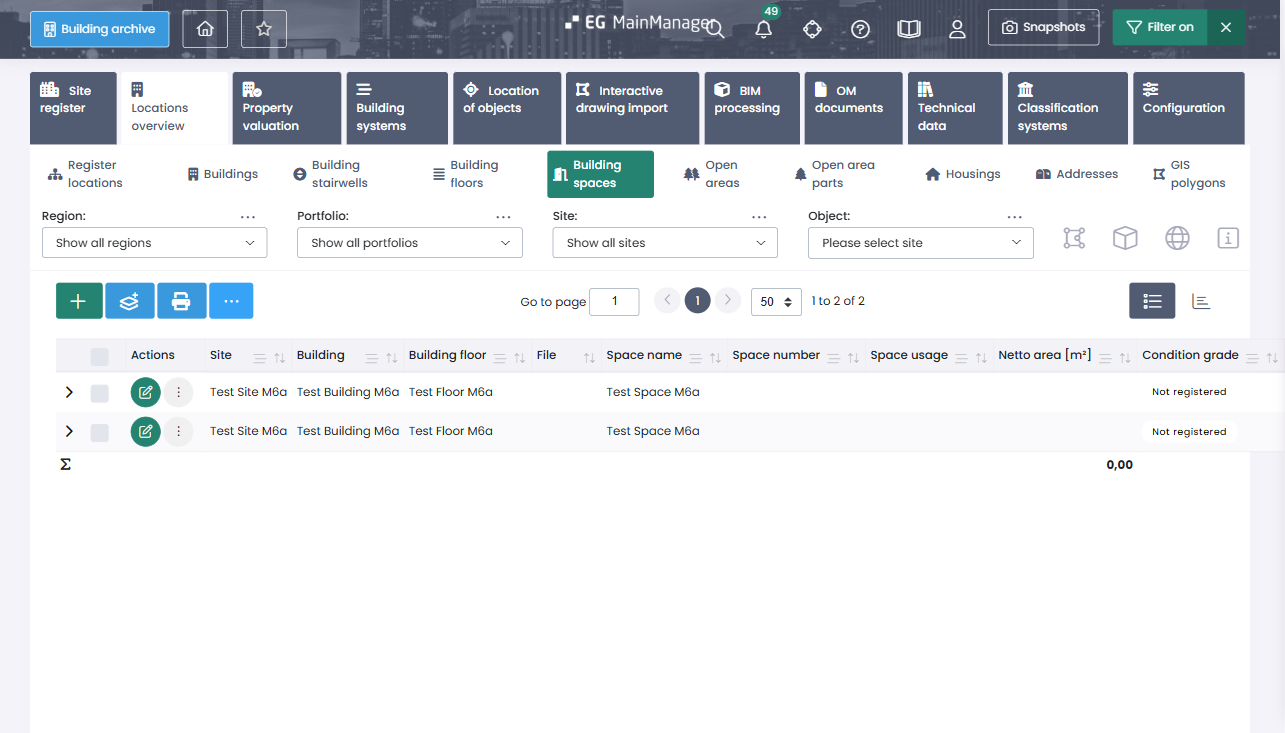 Building archive
EG MainManager
49
Snapshots
Filter on
Site register
Locations overview
Property valuation
Building systems
Location of objects
Interactive drawing import
BIM processing
OM documents
Technical data
Classification systems
Configuration
Register locations
Buildings
Building stairwells
Building floors
Building spaces
Open areas
Open area parts
Housings
Addresses
GIS polygons
Region: ...
Portfolio: ...
Site: ...
Object: ...
Show all regions
Show all portfolios
Show all sites
Please select site
Go to page 1
1
50
1 to 2 of 2
Actions Site Building Building floor File Space name Space number Space usage Netto area [m²] Condition grade
Test Site M6a Test Building M6a Test Floor M6a Test Space M6a Not registered
Test Site M6a Test Building M6a Test Floor M6a Test Space M6a Not registered
Σ 0,00